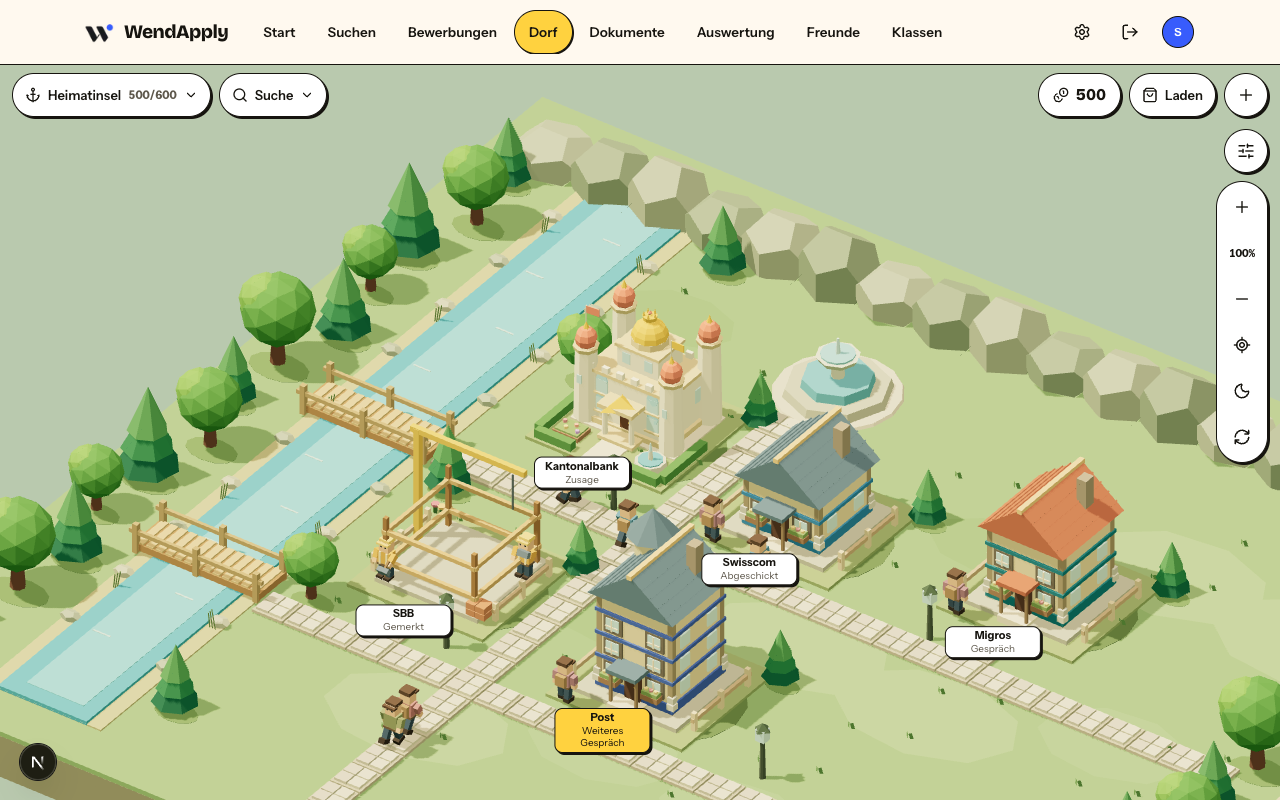 WendApply
Start
Suchen
Bewerbungen
Dorf
Dokumente
Auswertung
Freunde
Klassen
S
Heimatinsel 500/600
Suche
500
Laden
100%
Kantonalbank
Zusage
Swisscom
Abgeschickt
SBB
Gemerkt
Migros
Gespräch
Post
Weiteres
Gespräch
N